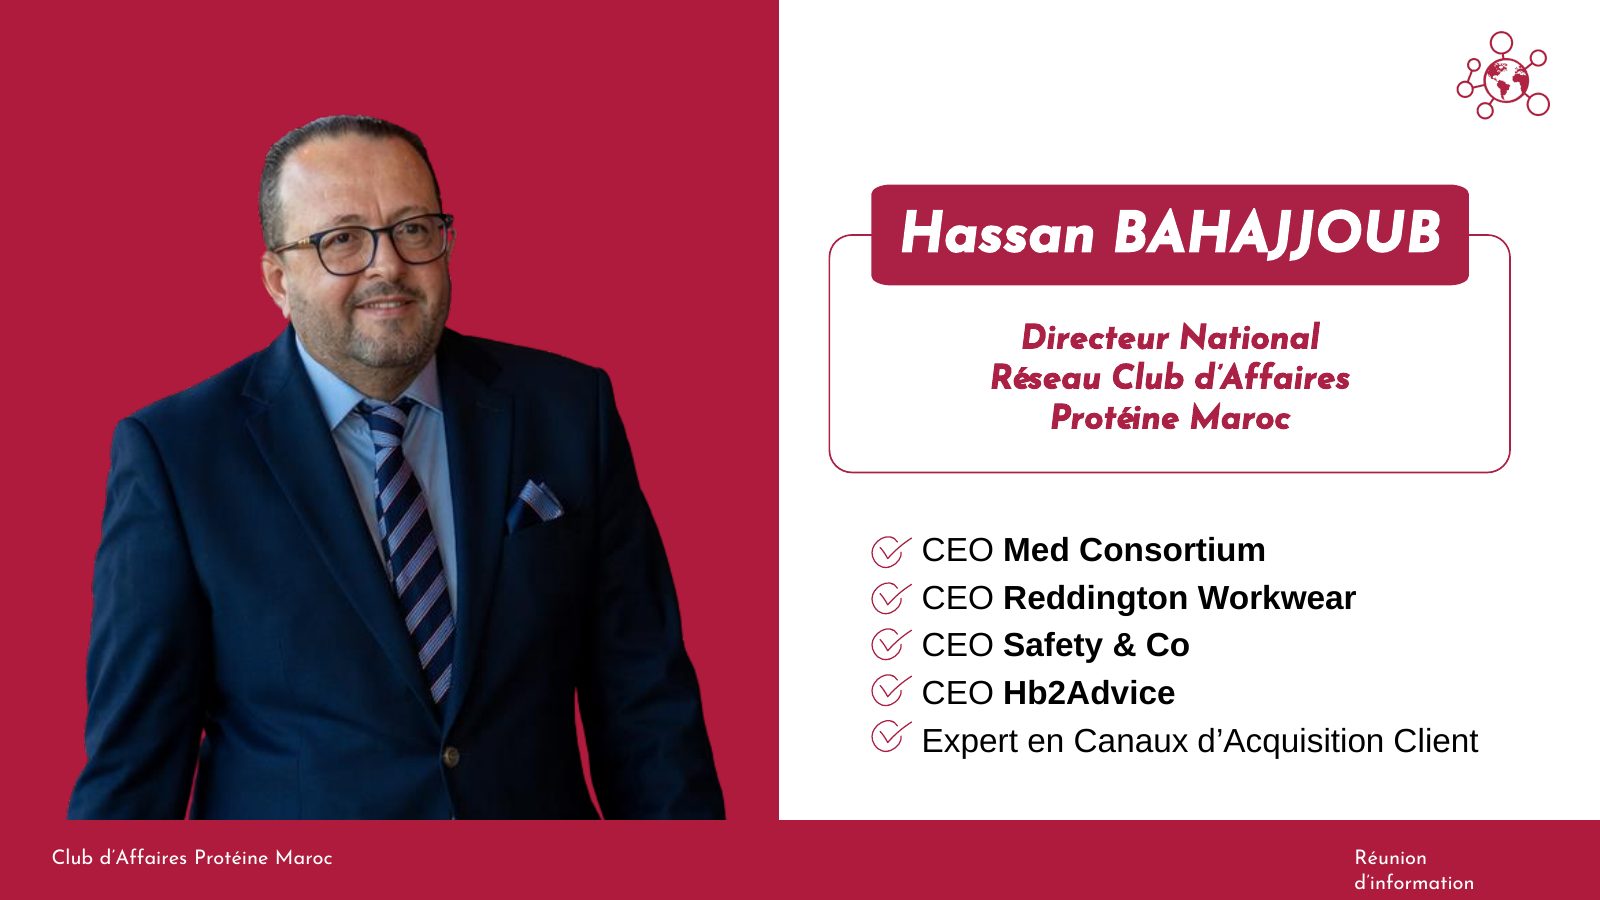 Hassan BAHAJJOUB
Directeur National
Réseau Club d'Affaires
Protéine Maroc
CEO Med Consortium
CEO Reddington Workwear
CEO Safety & Co
CEO Hb2Advice
Expert en Canaux d’Acquisition Client
Club d'Affaires Protéine Maroc
Réunion
d'information